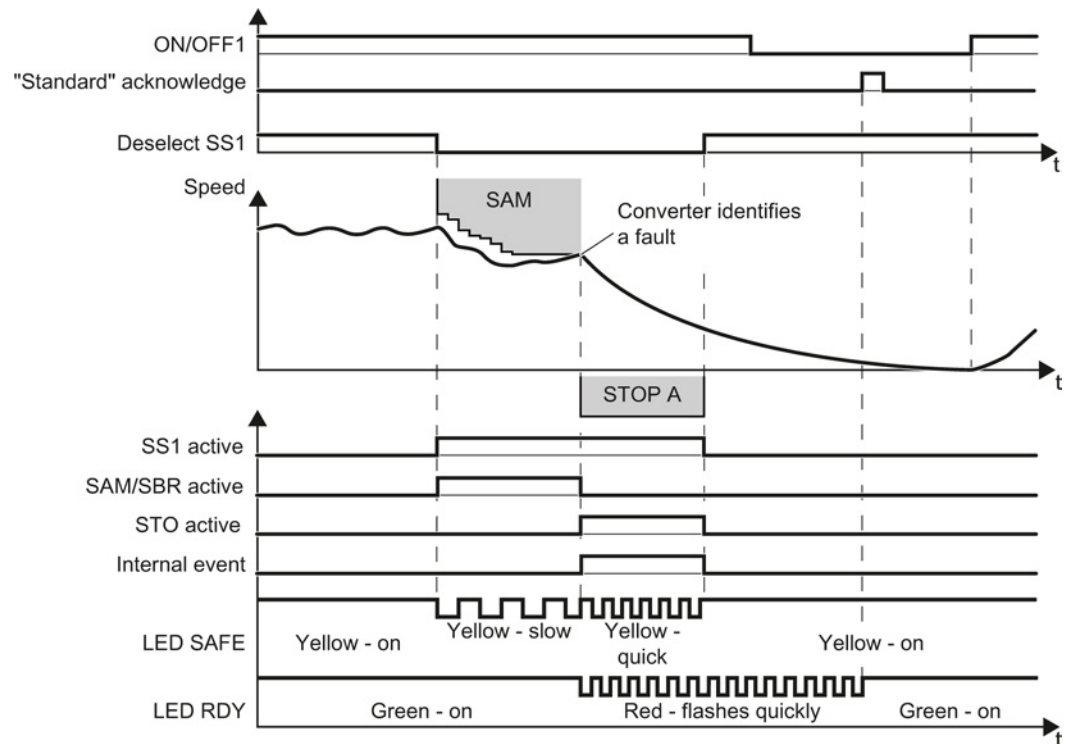 ON/OFF1
"Standard" acknowledge
Deselect SS1
t
Speed
SAM
Converter identifies
a fault
t
STOP A
SS1 active
SAM/SBR active
STO active
Internal event
LED SAFE
Yellow - on
Yellow - slow
Yellow -
quick
Yellow - on
LED RDY
Green - on
Red - flashes quickly
Green - on
t